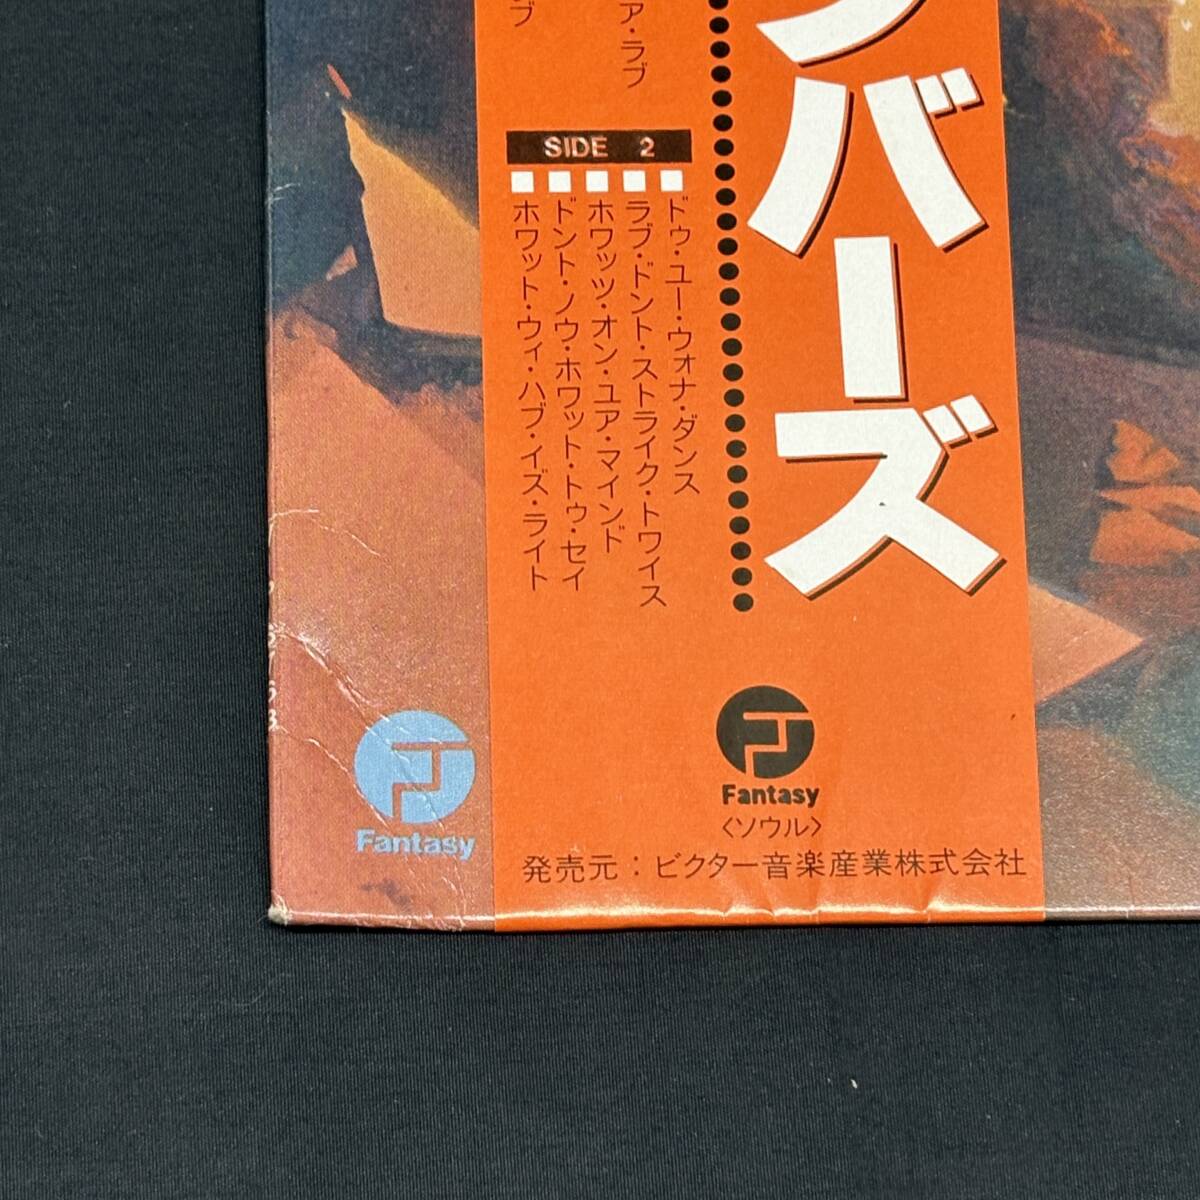 バーズ
ア・ラブ
ブ
SIDE 2
ドゥ・ユー・ウォナ・ダンス
ラブ・ドント・ストライク・トワイス
ホワッツ・オン・ユア・マインド
ドント・ノウ・ホワット・トゥ・セイ
ホワット・ウィ・ハブ・イズ・ライト
Fantasy
Fantasy
〈ソウル〉
発売元：ビクター音楽産業株式会社